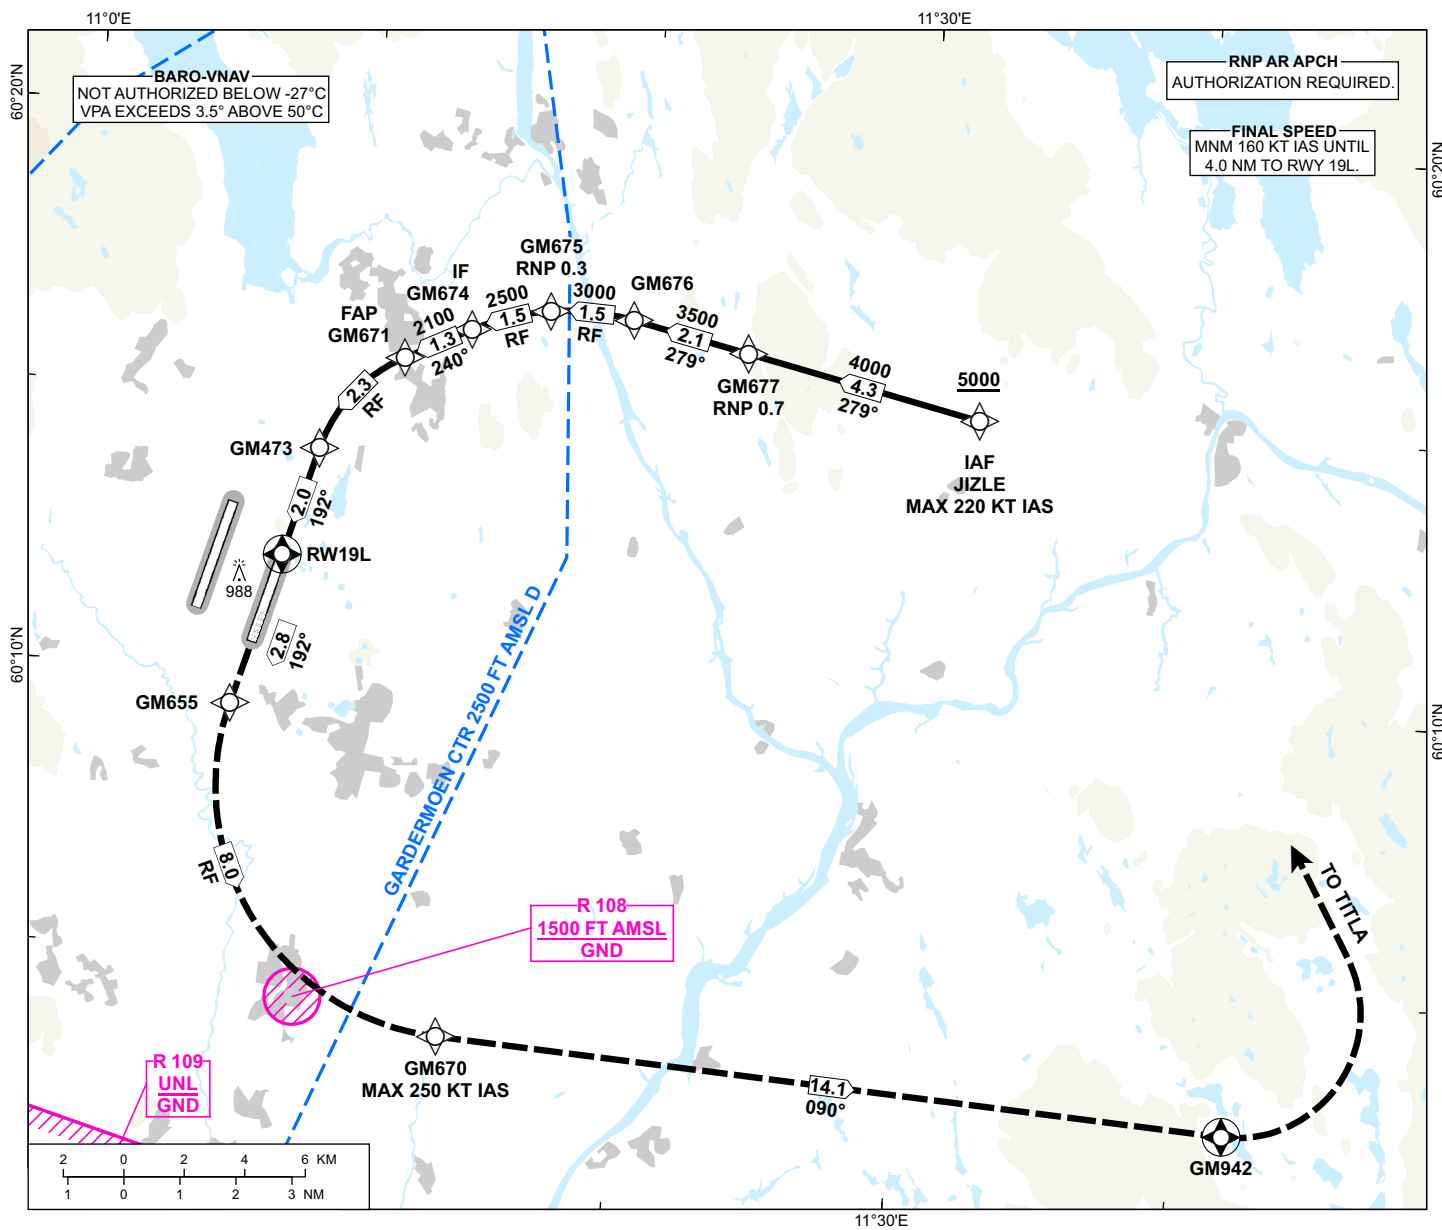 11°0'E
11°30'E
60°20'N
60°20'N
BARO-VNAV
NOT AUTHORIZED BELOW -27°C
VPA EXCEEDS 3.5° ABOVE 50°C
RNP AR APCH
AUTHORIZATION REQUIRED.
FINAL SPEED
MNM 160 KT IAS UNTIL
4.0 NM TO RWY 19L.
GM675
RNP 0.3
IF
GM674
FAP
GM671
GM676
2100
1.3
240°
2500
1.5
RF
3000
1.5
RF
3500
2.1
279°
GM677
RNP 0.7
4000
4.3
279°
5000
IAF
JIZLE
MAX 220 KT IAS
2.3
RF
GM473
2.0
192°
RW19L
988
2.8
192°
GM655
60°10'N
60°10'N
GARDERMOEN CTR 2500 FT AMSL D
8.0
RF
R 108
1500 FT AMSL
GND
TO TITLA
GM670
MAX 250 KT IAS
14.1
090°
GM942
R 109
UNL
GND
2 0 2 4 6 KM
1 0 1 2 3 NM
11°30'E